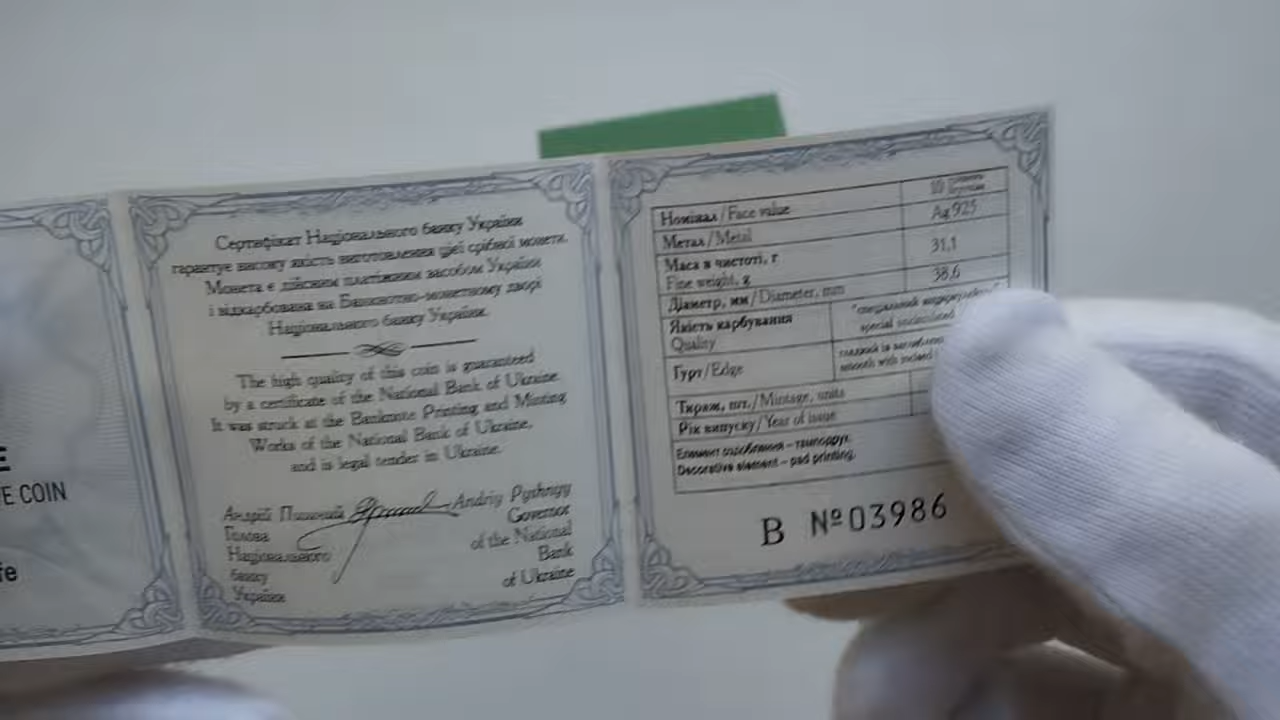 E
E COIN
fe
Сертифікат Національного банку України
гарантує високу якість виготовлення цієї срібної монети.
Монета є дійсним платіжним засобом України
і відкарбована на Банкнотно-монетному дворі
Національного банку України.
The high quality of this coin is guaranteed
by a certificate of the National Bank of Ukraine.
It was struck at the Banknote Printing and Minting
Works of the National Bank of Ukraine,
and is legal tender in Ukraine.
Андрій Пишний Andriy Pyshnyy
Голова Governor
Національного of the National
банку Bank
України of Ukraine
Номінал/Face value 10 гривень
Метал/Metal Ag 925
Маса в чистоті, г 31,1
Fine weight, g
Діаметр, мм/Diameter, mm 38,6
Якість карбування "спеціальний
Quality special uncirculated
Гурт/Edge гладкий із
smooth with incised
Тираж, шт./Mintage, units
Рік випуску/Year of issue
Елемент оздоблення – тамподрук.
Decorative element – pad printing.
В №03986